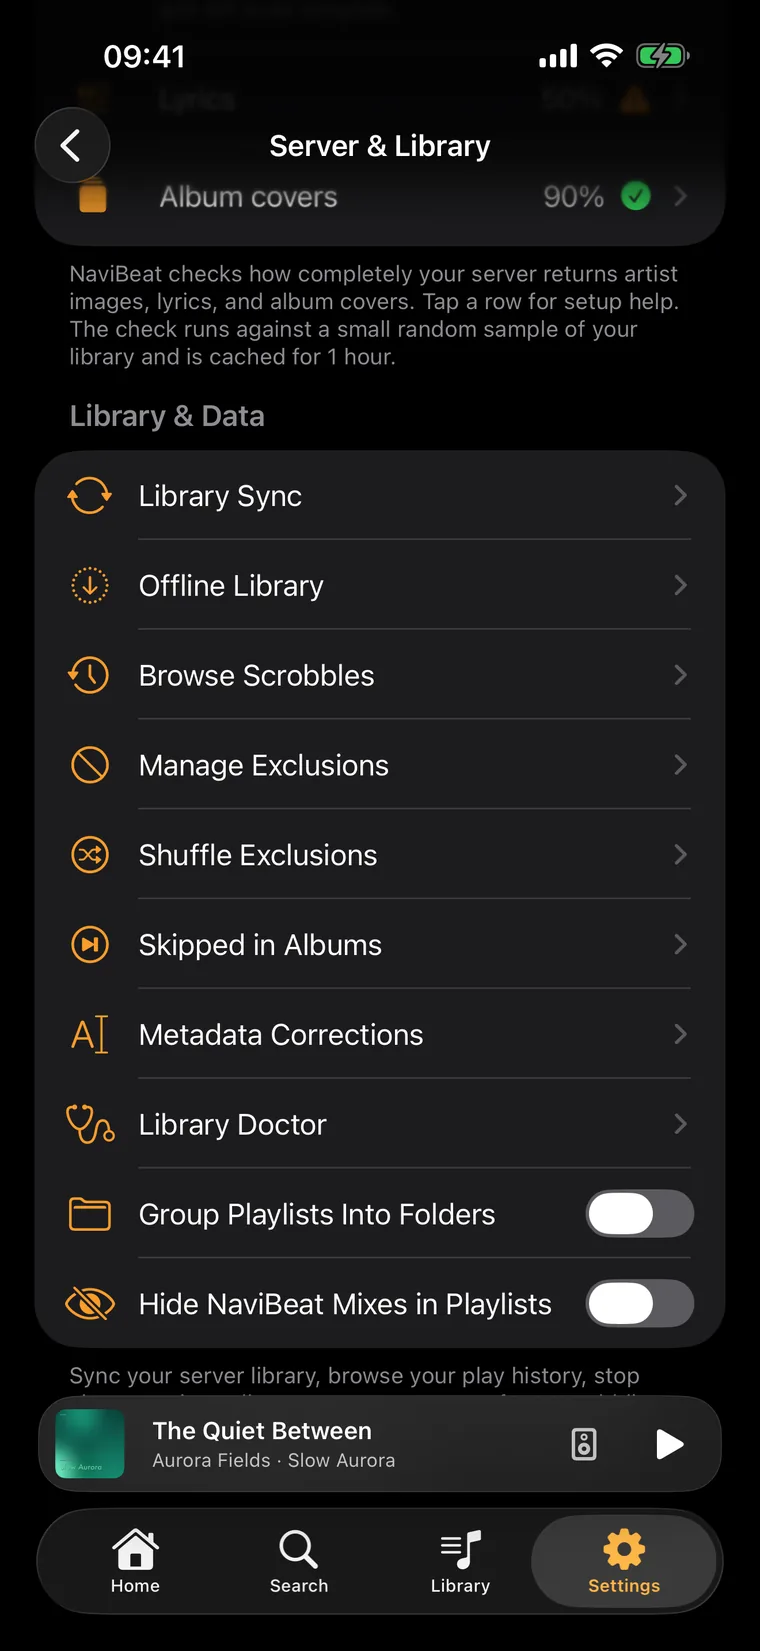 09:41
Lyrics
Server & Library
Album covers 90%
NaviBeat checks how completely your server returns artist
images, lyrics, and album covers. Tap a row for setup help.
The check runs against a small random sample of your
library and is cached for 1 hour.
Library & Data
Library Sync
Offline Library
Browse Scrobbles
Manage Exclusions
Shuffle Exclusions
Skipped in Albums
Metadata Corrections
Library Doctor
Group Playlists Into Folders
Hide NaviBeat Mixes in Playlists
Sync your server library, browse your play history, stop
The Quiet Between
Aurora Fields · Slow Aurora
Home
Search
Library
Settings